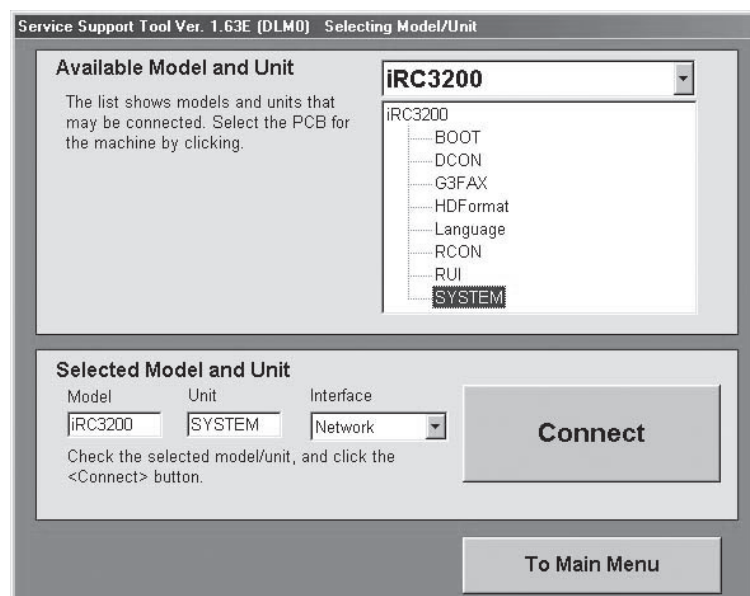 Service Support Tool Ver. 1.63E (DLM0) Selecting Model/Unit
Available Model and Unit
The list shows models and units that
may be connected. Select the PCB for
the machine by clicking.
iRC3200
iRC3200
BOOT
DCON
G3FAX
HDFormat
Language
RCON
RUI
SYSTEM
Selected Model and Unit
Model Unit Interface
iRC3200 SYSTEM Network
Check the selected model/unit, and click the
<Connect> button.
Connect
To Main Menu